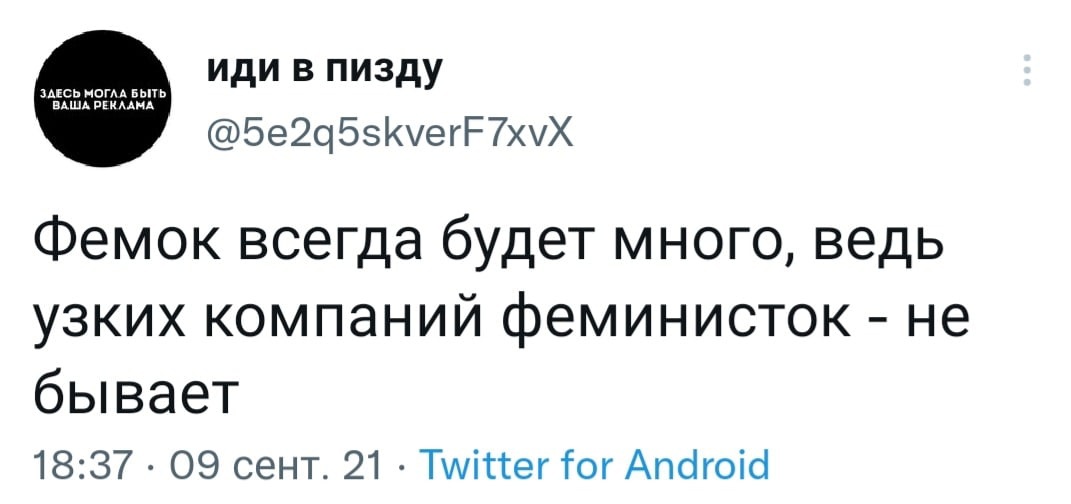 ЗДЕСЬ МОГЛА БЫТЬ
ВАША РЕКЛАМА
иди в пизду
@5e2q5skverF7xvX
Фемок всегда будет много, ведь
узких компаний феминисток - не
бывает
18:37 · 09 сент. 21 · Twitter for Android